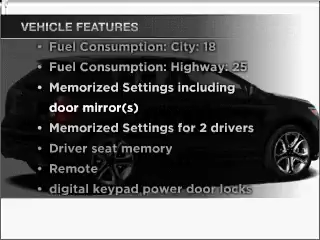 VEHICLE FEATURES
• Fuel Consumption: City: 18
• Fuel Consumption: Highway: 25
• Memorized Settings including
door mirror(s)
• Memorized Settings for 2 drivers
• Driver seat memory
• Remote
• digital keypad power door locks